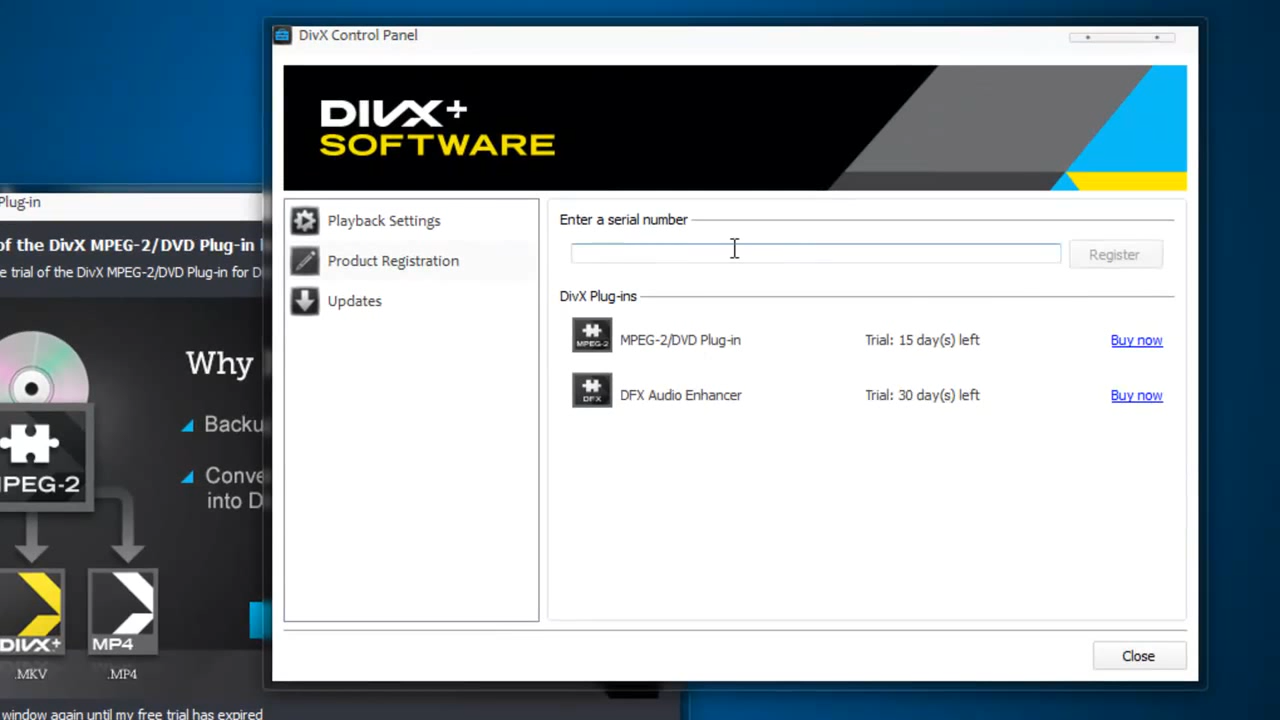 DivX Control Panel
DIVX+
SOFTWARE
Playback Settings
Product Registration
Updates
Enter a serial number
Register
DivX Plug-ins
MPEG-2
MPEG-2/DVD Plug-in
Trial: 15 day(s) left
Buy now
DFX
DFX Audio Enhancer
Trial: 30 day(s) left
Buy now
Close
Plug-in
of the DivX MPEG-2/DVD Plug-in
e trial of the DivX MPEG-2/DVD Plug-in for D
Why
Backu
Conve
into D
MPEG-2
DIVX+
MP4
.MKV
.MP4
window again until my free trial has expired